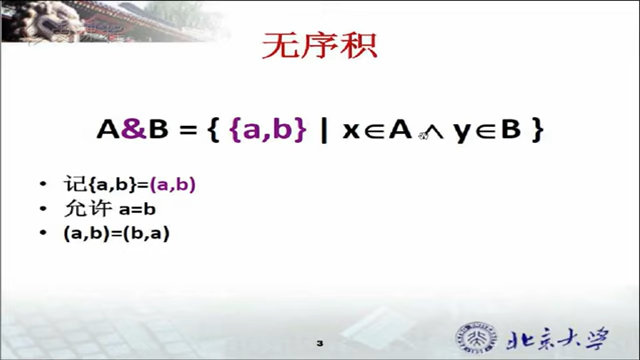 无序积
A&B = { {a,b} | x∈A ∧ y∈B }
• 记{a,b}=(a,b)
• 允许 a=b
• (a,b)=(b,a)
3
北京大学